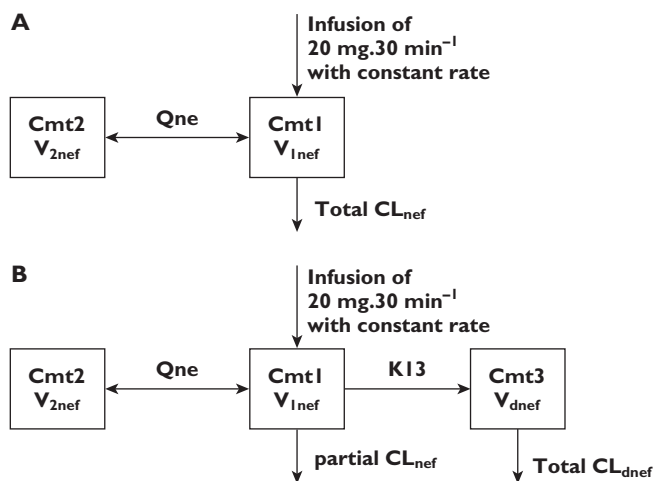 A
Infusion of
20 mg.30 min⁻¹
with constant rate
Cmt2
V₂nef
Qne
Cmt1
V₁nef
Total CLnef
B
Infusion of
20 mg.30 min⁻¹
with constant rate
Cmt2
V₂nef
Qne
Cmt1
V₁nef
K13
Cmt3
Vdnef
partial CLnef
Total CLdnef